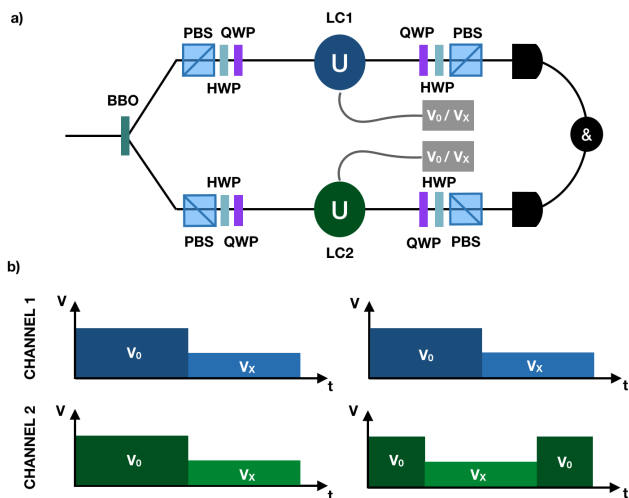 a)
LC1
PBS
QWP
QWP
PBS
HWP
HWP
U
BBO
V₀ / Vₓ
&
V₀ / Vₓ
HWP
HWP
U
PBS
QWP
QWP
PBS
LC2
b)
CHANNEL 1
V
V₀
Vₓ
t
V
V₀
Vₓ
t
CHANNEL 2
V
V₀
Vₓ
t
V
V₀
Vₓ
V₀
t